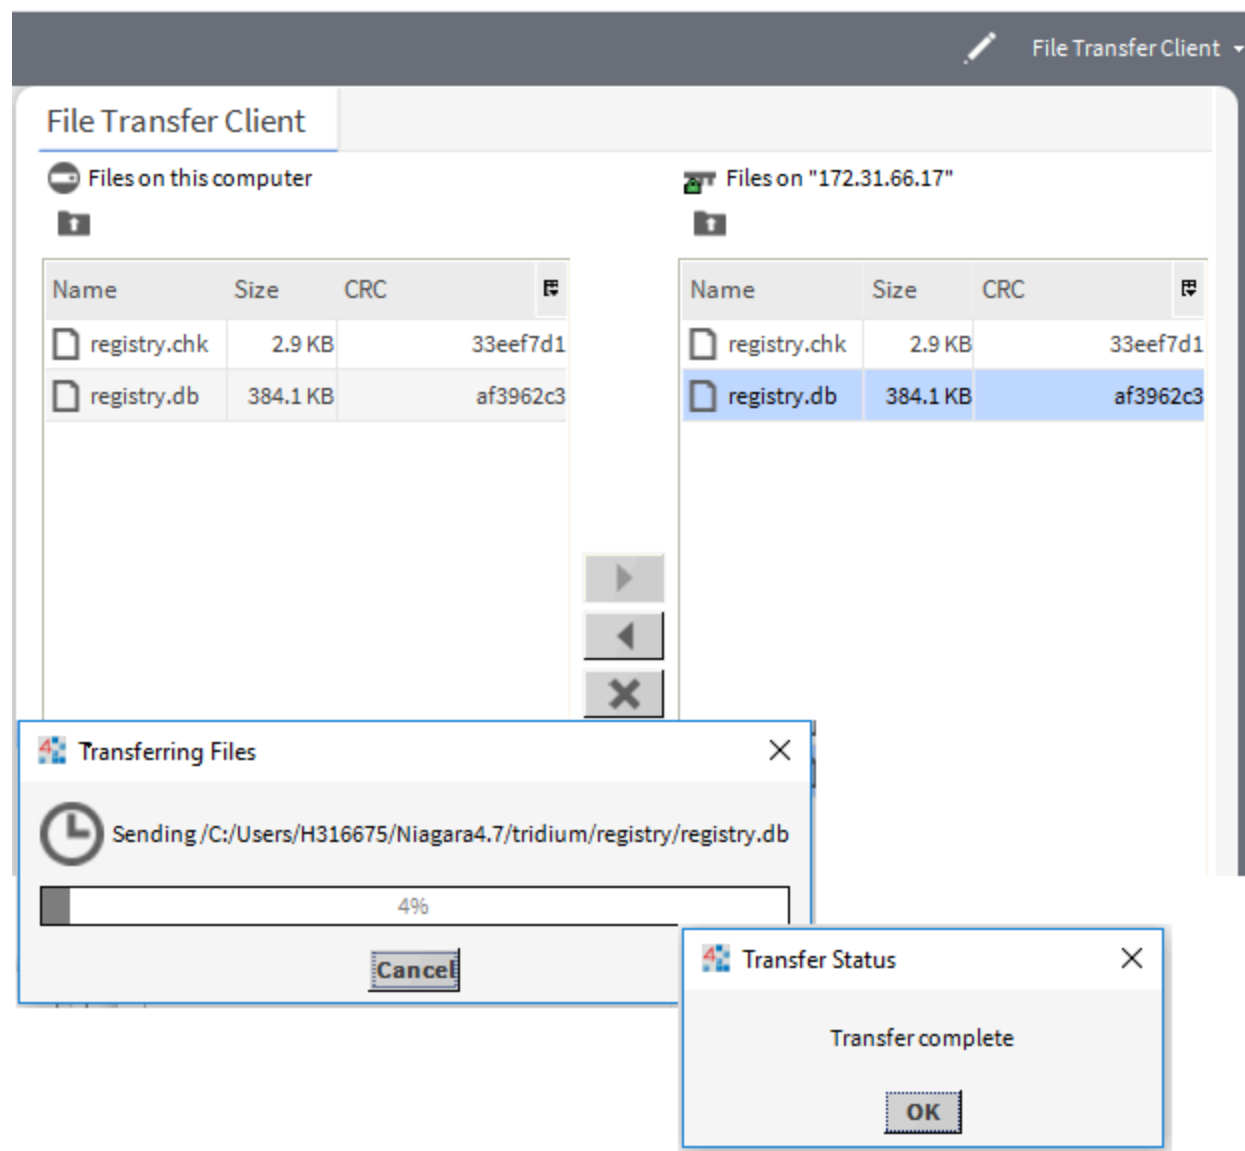 File Transfer Client
File Transfer Client
Files on this computer
Files on "172.31.66.17"
Name Size CRC
Name Size CRC
registry.chk 2.9 KB 33eef7d1
registry.chk 2.9 KB 33eef7d1
registry.db 384.1 KB af3962c3
registry.db 384.1 KB af3962c3
Transferring Files
Sending /C:/Users/H316675/Niagara4.7/tridium/registry/registry.db
4%
Cancel
Transfer Status
Transfer complete
OK